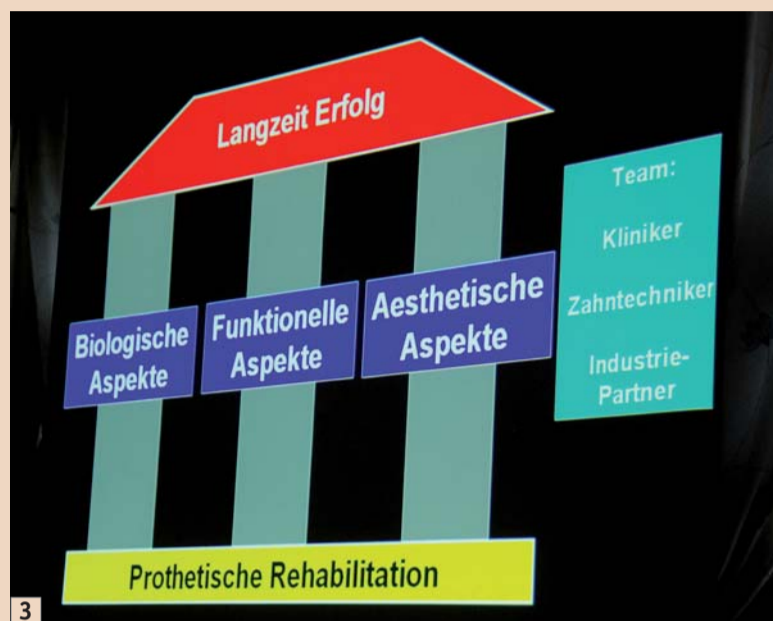 Langzeit Erfolg
Biologische
Aspekte
Funktionelle
Aspekte
Aesthetische
Aspekte
Team:
Kliniker
Zahntechniker
Industrie-
Partner
Prothetische Rehabilitation
3